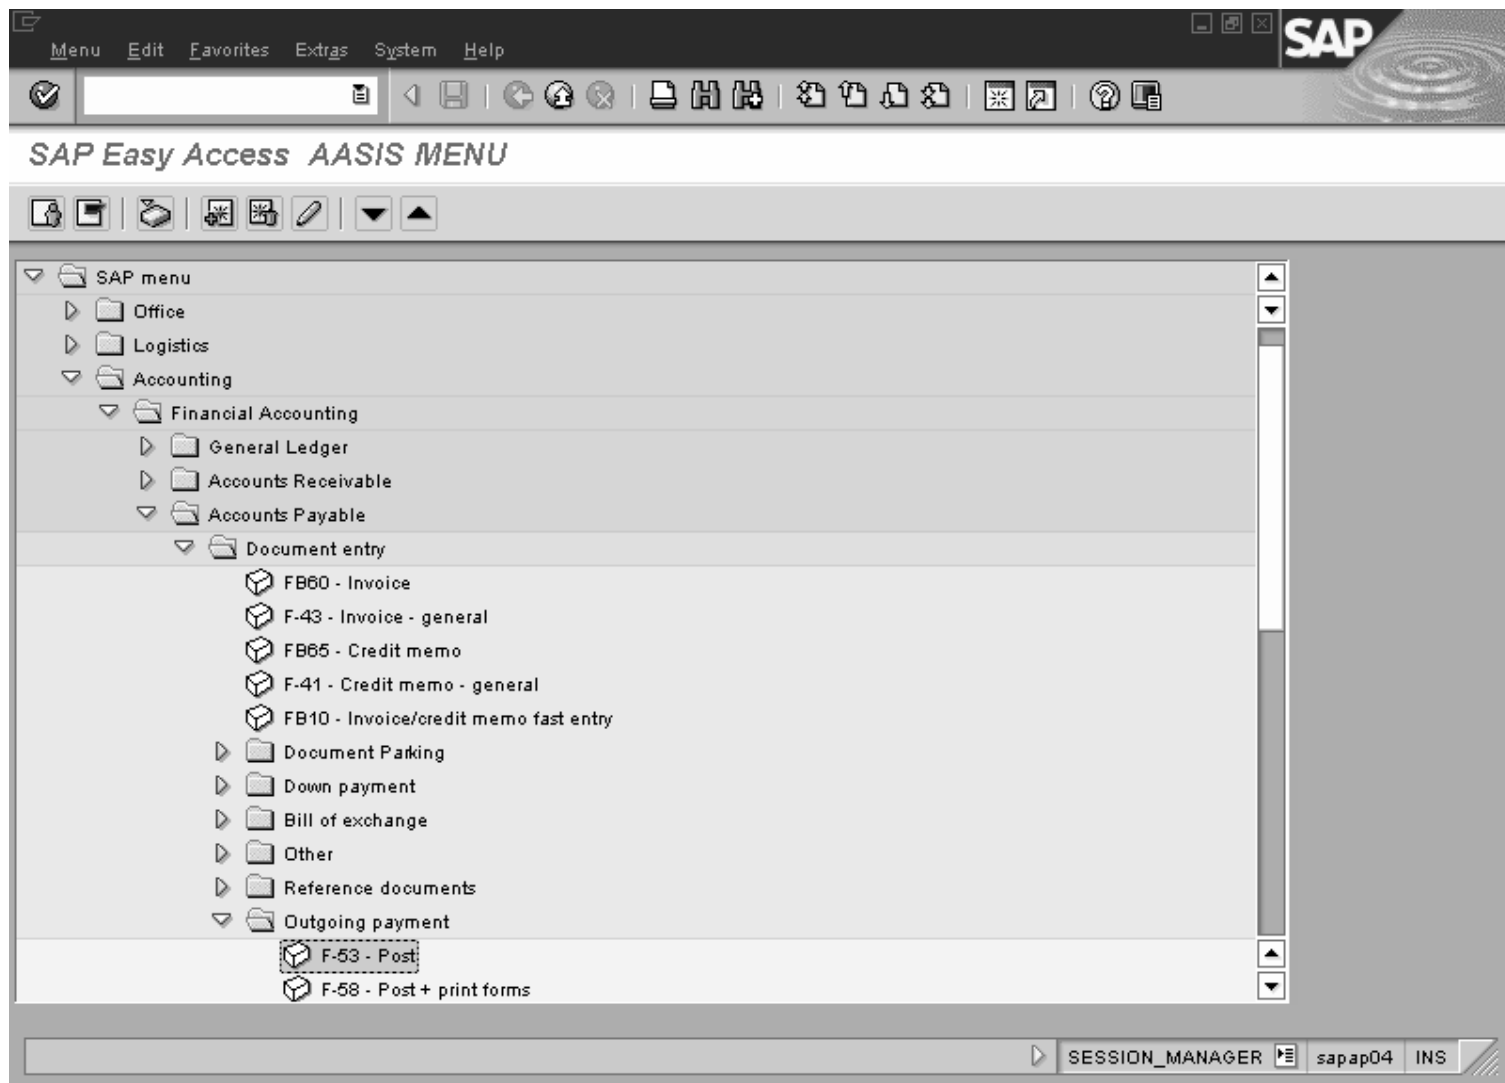 Menu Edit Favorites Extras System Help
SAP
SAP Easy Access AASIS MENU
SAP menu
Office
Logistics
Accounting
Financial Accounting
General Ledger
Accounts Receivable
Accounts Payable
Document entry
FB60 - Invoice
F-43 - Invoice - general
FB65 - Credit memo
F-41 - Credit memo - general
FB10 - Invoice/credit memo fast entry
Document Parking
Down payment
Bill of exchange
Other
Reference documents
Outgoing payment
F-53 - Post
F-58 - Post + print forms
SESSION_MANAGER sapap04 INS